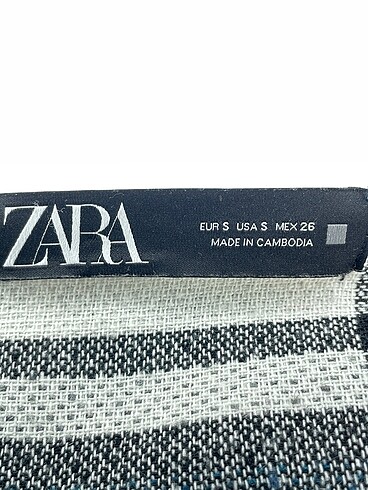 ZARA
EUR S USA S MEX 26
MADE IN CAMBODIA